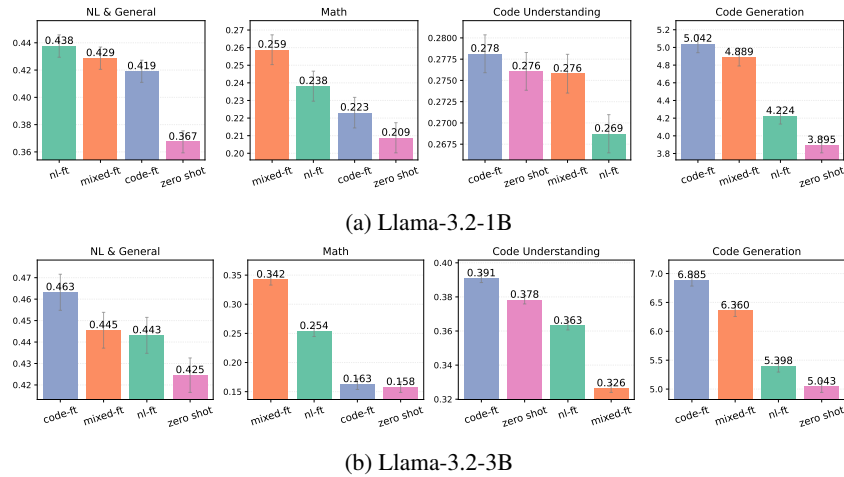 NL & General
0.44
0.42
0.40
0.38
0.36
0.438
0.429
0.419
0.367
nl-ft
mixed-ft
code-ft
zero shot
Math
0.27
0.26
0.25
0.24
0.23
0.22
0.21
0.20
0.259
0.238
0.223
0.209
mixed-ft
nl-ft
code-ft
zero shot
Code Understanding
0.2800
0.2775
0.2750
0.2725
0.2700
0.2675
0.278
0.276
0.276
0.269
code-ft
zero shot
mixed-ft
nl-ft
Code Generation
5.2
5.0
4.8
4.6
4.4
4.2
4.0
3.8
5.042
4.889
4.224
3.895
code-ft
mixed-ft
nl-ft
zero shot
(a) Llama-3.2-1B
NL & General
0.47
0.46
0.45
0.44
0.43
0.42
0.463
0.445
0.443
0.425
code-ft
mixed-ft
nl-ft
zero shot
Math
0.35
0.30
0.25
0.20
0.15
0.342
0.254
0.163
0.158
mixed-ft
nl-ft
code-ft
zero shot
Code Understanding
0.40
0.38
0.36
0.34
0.32
0.391
0.378
0.363
0.326
code-ft
zero shot
nl-ft
mixed-ft
Code Generation
7.0
6.5
6.0
5.5
5.0
6.885
6.360
5.398
5.043
code-ft
mixed-ft
nl-ft
zero shot
(b) Llama-3.2-3B